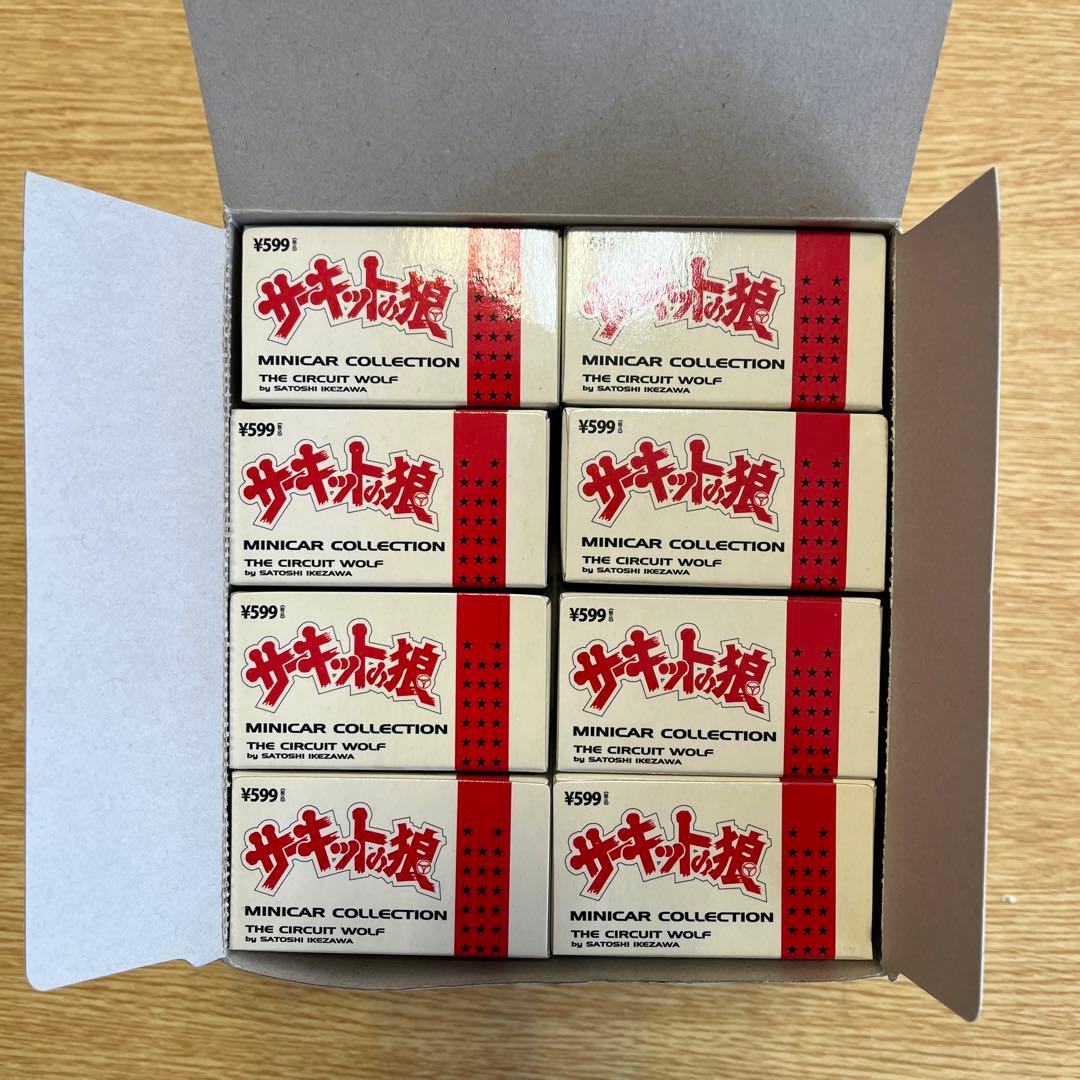 ¥599
サーキットの狼
MINICAR COLLECTION
THE CIRCUIT WOLF
by SATOSHI IKEZAWA
¥599
サーキットの狼
MINICAR COLLECTION
THE CIRCUIT WOLF
by SATOSHI IKEZAWA
¥599
サーキットの狼
MINICAR COLLECTION
THE CIRCUIT WOLF
by SATOSHI IKEZAWA
¥599
サーキットの狼
MINICAR COLLECTION
THE CIRCUIT WOLF
by SATOSHI IKEZAWA
¥599
サーキットの狼
MINICAR COLLECTION
THE CIRCUIT WOLF
by SATOSHI IKEZAWA
¥599
サーキットの狼
MINICAR COLLECTION
THE CIRCUIT WOLF
by SATOSHI IKEZAWA
¥599
サーキットの狼
MINICAR COLLECTION
THE CIRCUIT WOLF
by SATOSHI IKEZAWA
¥599
サーキットの狼
MINICAR COLLECTION
THE CIRCUIT WOLF
by SATOSHI IKEZAWA